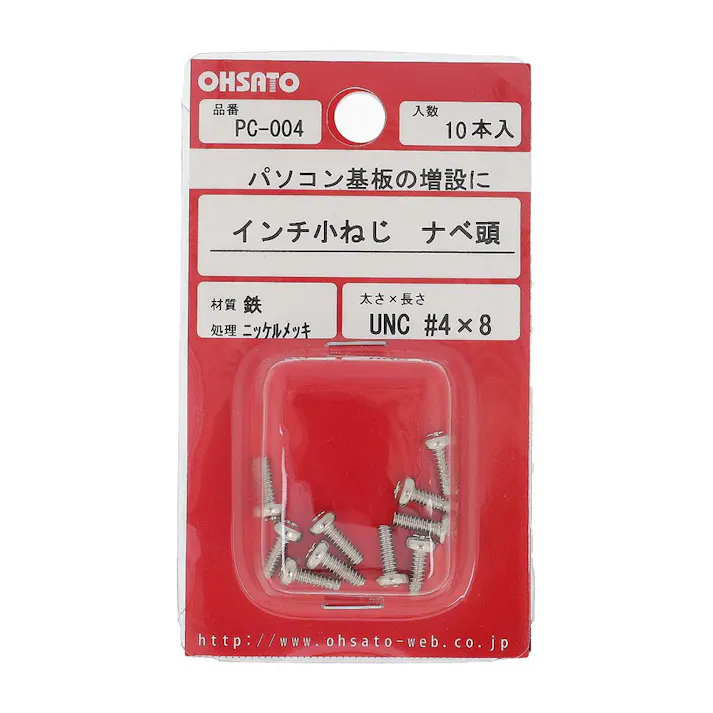 OHSATO
品番
PC-004
入数
10本入
パソコン基板の増設に
インチ小ねじ ナベ頭
材質 鉄
処理 ニッケルメッキ
太さ×長さ
UNC #4×8
http://www.ohsato-web.co.jp